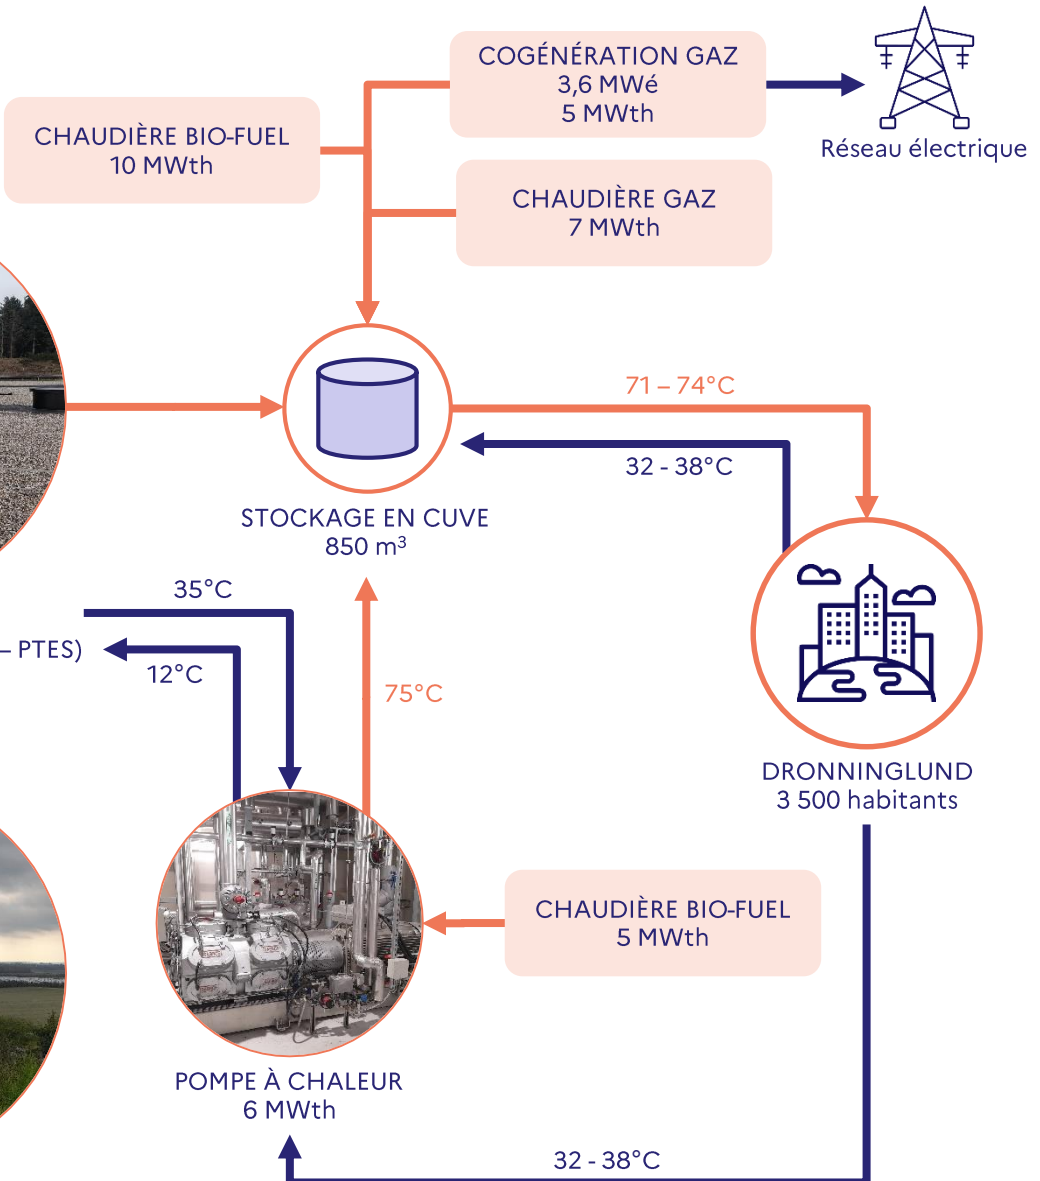 COGÉNÉRATION GAZ
3,6 MWé
5 MWth
CHAUDIÈRE BIO-FUEL
10 MWth
Réseau électrique
CHAUDIÈRE GAZ
7 MWth
71 – 74°C
32 - 38°C
STOCKAGE EN CUVE
850 m³
35°C
– PTES)
12°C
75°C
DRONNINGLUND
3 500 habitants
CHAUDIÈRE BIO-FUEL
5 MWth
POMPE À CHALEUR
6 MWth
32 - 38°C